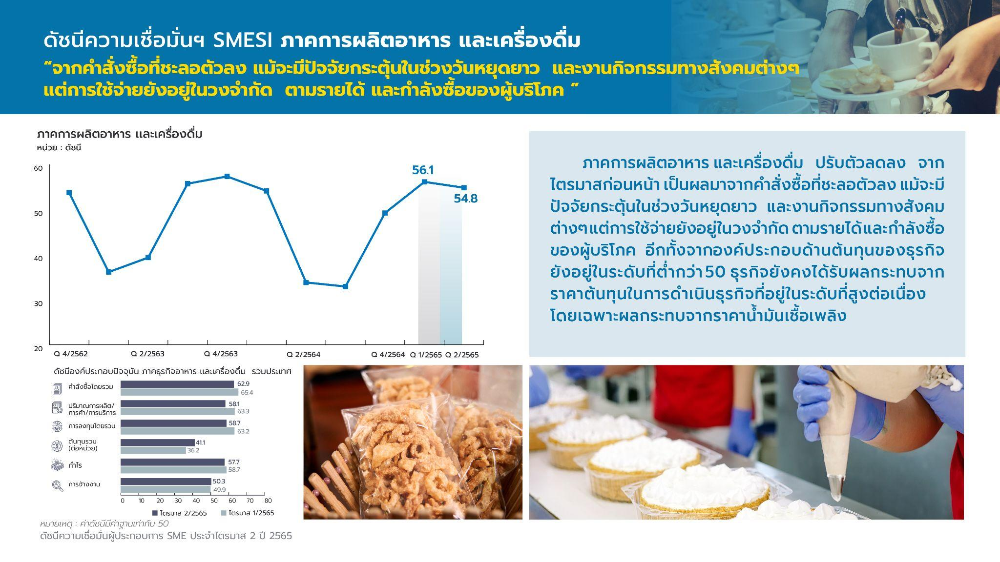 ดัชนีความเชื่อมั่นฯ SMESI ภาคการผลิตอาหาร และเครื่องดื่ม
“จากคำสั่งซื้อที่ชะลอตัวลง แม้จะมีปัจจัยกระตุ้นในช่วงวันหยุดยาว และงานกิจกรรมทางสังคมต่างๆ
แต่การใช้จ่ายยังอยู่ในวงจำกัด ตามรายได้ และกำลังซื้อของผู้บริโภค ”
ภาคการผลิตอาหาร และเครื่องดื่ม
หน่วย : ดัชนี
60
50
40
30
20
56.1
54.8
Q 4/2562 Q 2/2563 Q 4/2563 Q 2/2564 Q 4/2564 Q 1/2565 Q 2/2565
ภาคการผลิตอาหาร และเครื่องดื่ม ปรับตัวลดลง จาก
ไตรมาสก่อนหน้า เป็นผลมาจากคำสั่งซื้อที่ชะลอตัวลง แม้จะมี
ปัจจัยกระตุ้นในช่วงวันหยุดยาว และงานกิจกรรมทางสังคม
ต่างๆแต่การใช้จ่ายยังอยู่ในวงจำกัด ตามรายได้และกำลังซื้อ
ของผู้บริโภค อีกทั้งจากองค์ประกอบด้านต้นทุนของธุรกิจ
ยังอยู่ในระดับที่ต่ำกว่า 50 ธุรกิจยังคงได้รับผลกระทบจาก
ราคาต้นทุนในการดำเนินธุรกิจที่อยู่ในระดับที่สูงต่อเนื่อง
โดยเฉพาะผลกระทบจากราคาน้ำมันเชื้อเพลิง
ดัชนีองค์ประกอบปัจจุบัน ภาคธุรกิจอาหาร และเครื่องดื่ม รวมประเทศ
คำสั่งซื้อโดยรวม
62.9
65.4
ปริมาณการผลิต/
การค้า/การบริการ
58.1
63.3
การลงทุนโดยรวม
58.7
63.2
ต้นทุนรวม
(ต่อหน่วย)
41.1
36.2
กำไร
57.7
58.7
การจ้างงาน
50.3
49.9
0 10 20 30 40 50 60 70 80
ไตรมาส 2/2565 ไตรมาส 1/2565
หมายเหตุ : ค่าดัชนีมีค่าฐานเท่ากับ 50
ดัชนีความเชื่อมั่นผู้ประกอบการ SME ประจำไตรมาส 2 ปี 2565